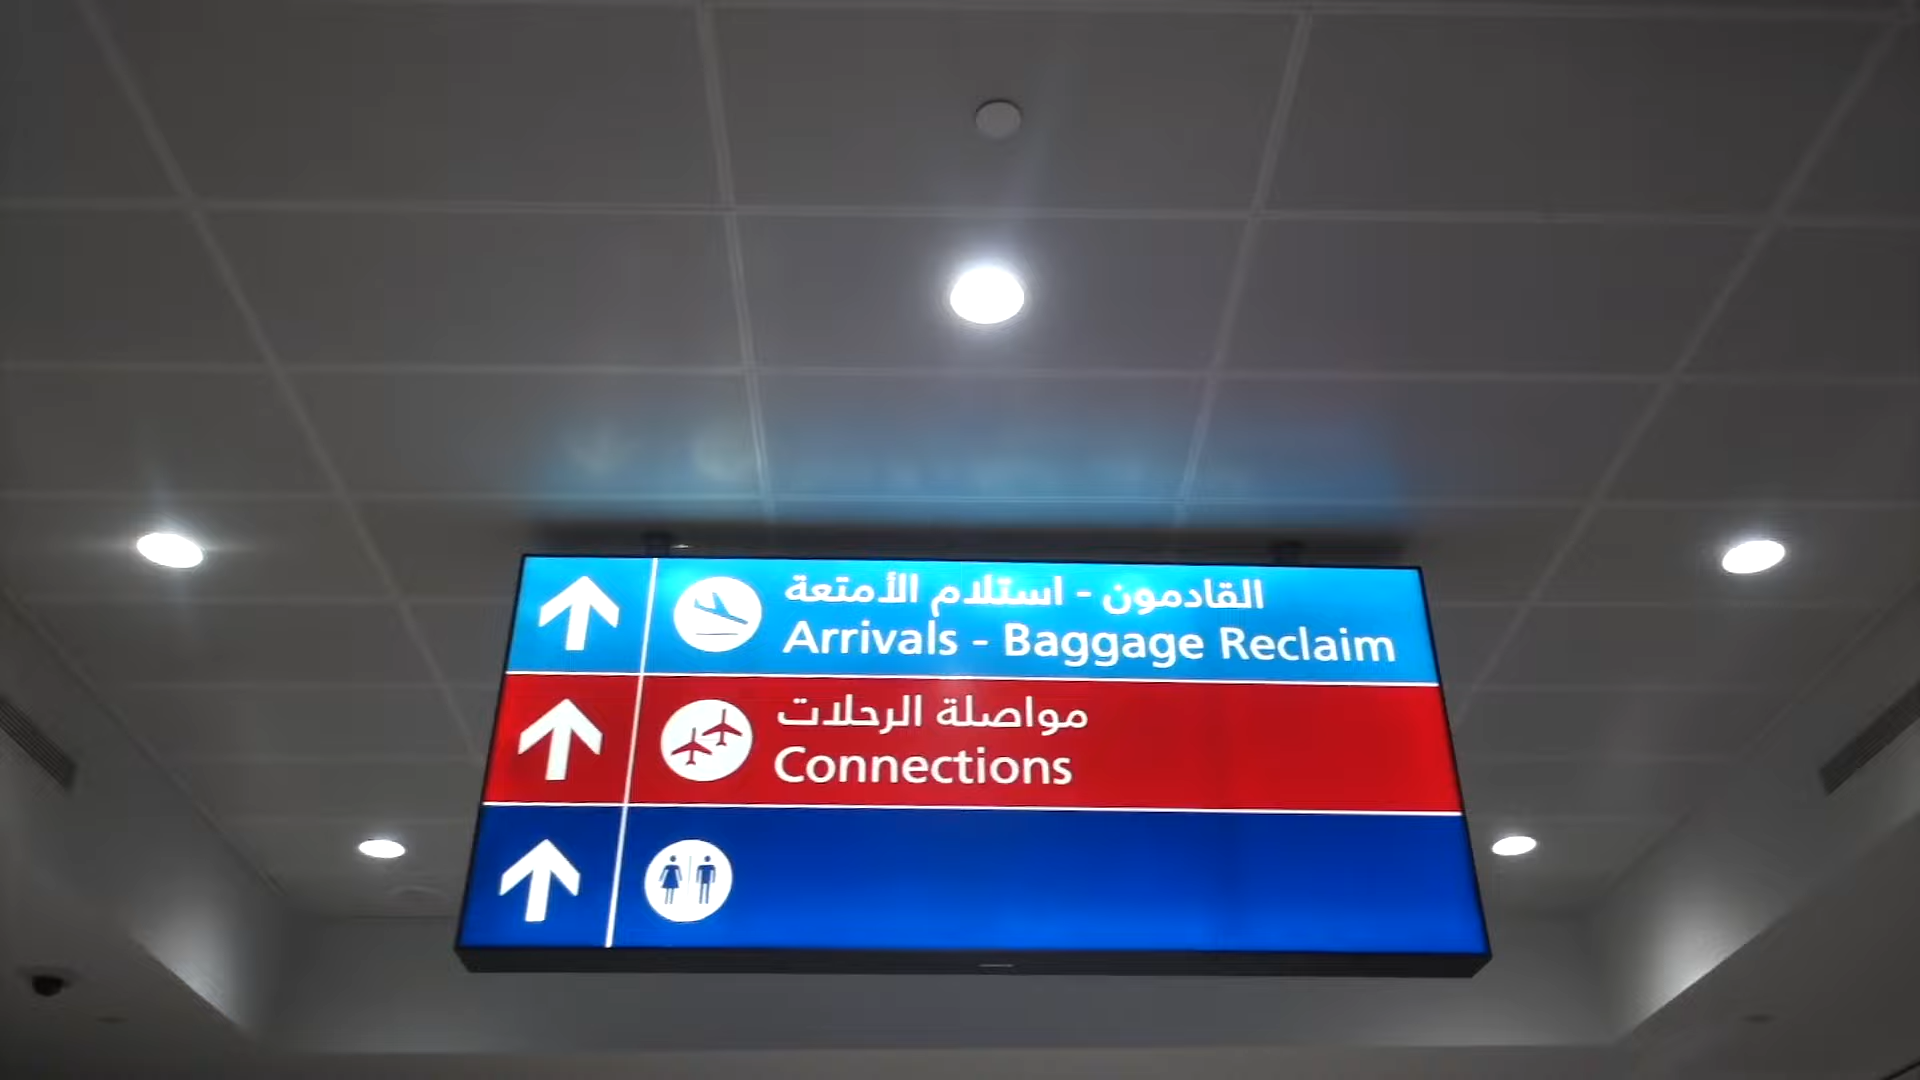 القادمون - استلام الأمتعة
Arrivals - Baggage Reclaim
مواصلة الرحلات
Connections